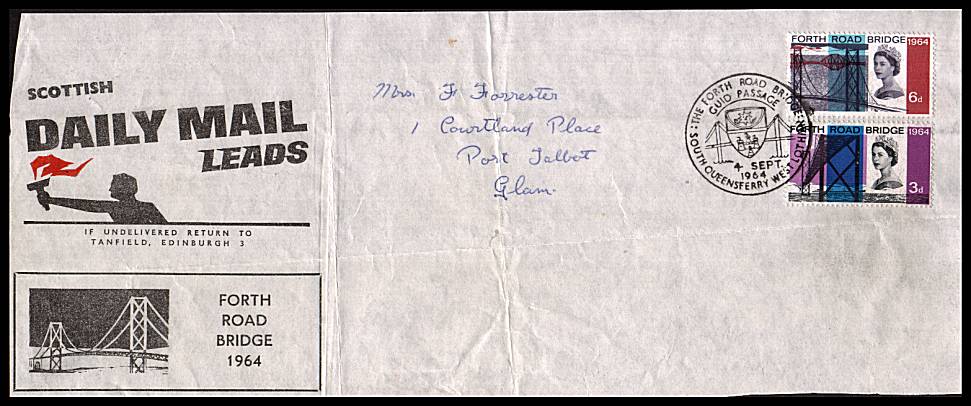 SCOTTISH
DAILY MAIL
LEADS
IF UNDELIVERED RETURN TO
TANFIELD, EDINBURGH 3
FORTH
ROAD
BRIDGE
1964
Mrs. F Forrester
1 Courtland Place
Port Talbot
Glam.
THE FORTH ROAD BRIDGE
GUID PASSAGE
4 SEPT.
1964
SOUTH QUEENSFERRY WEST LOTHIAN
FORTH ROAD BRIDGE 1964
6d
FORTH ROAD BRIDGE 1964
3d